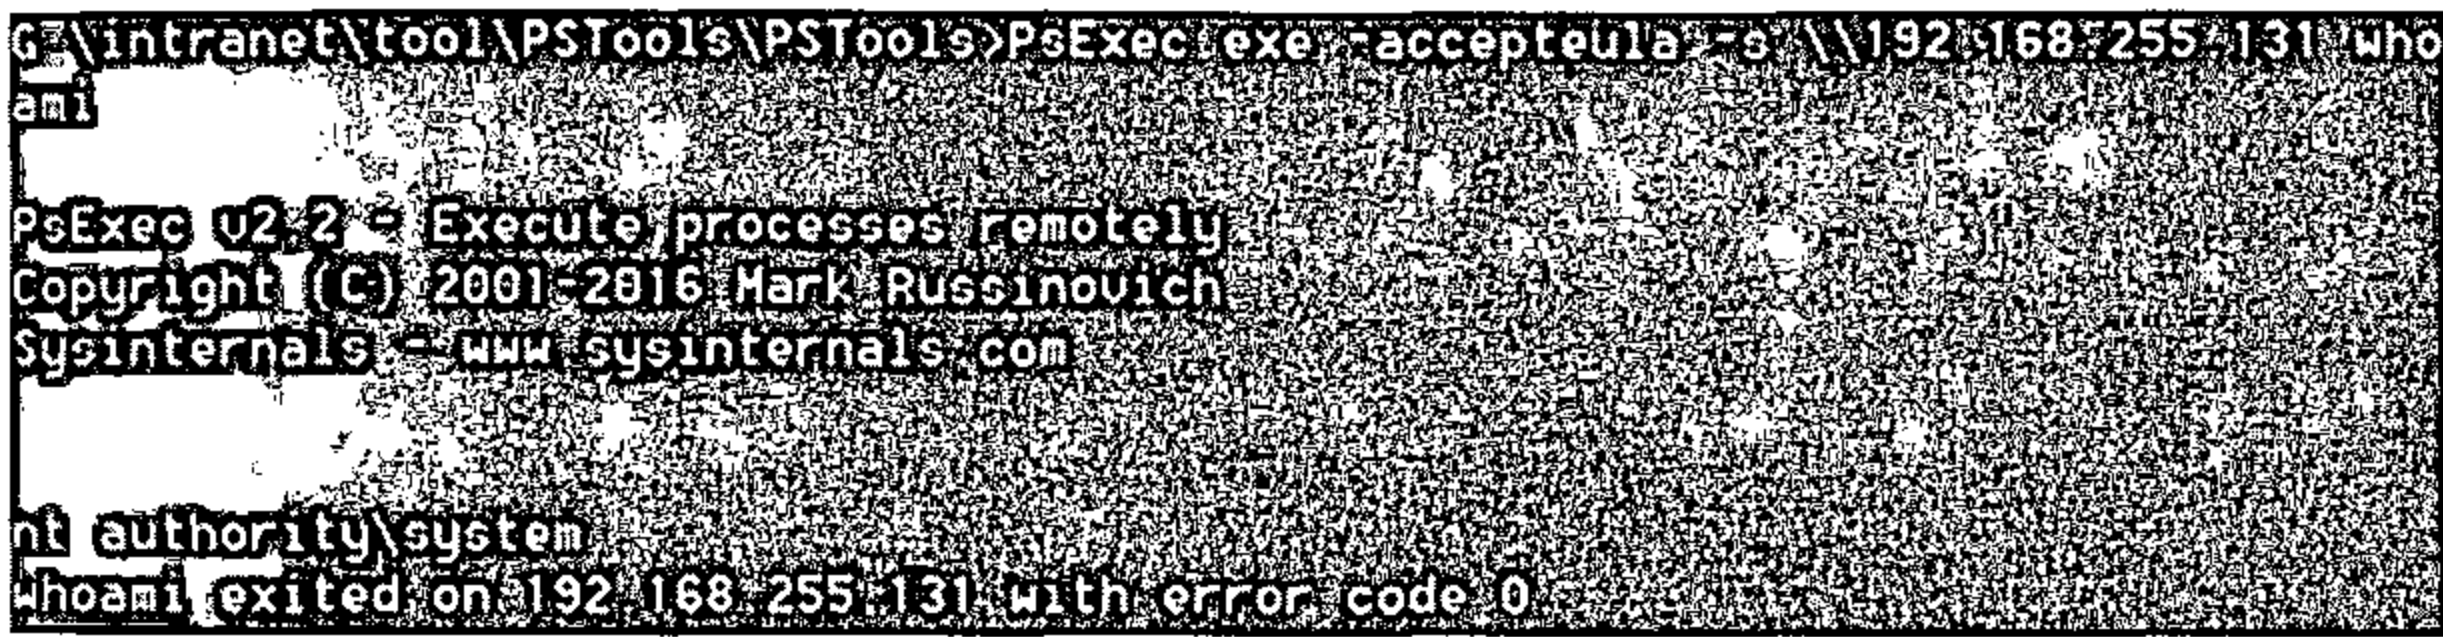 G:\intranet\tool\PSTools\PSTools>PsExec.exe -accepteula -s \\192.168.255.131 who
ami
PsExec v2.2 - Execute processes remotely
Copyright (C) 2001-2016 Mark Russinovich
Sysinternals - www.sysinternals.com
nt authority\system
whoami exited on 192.168.255.131 with error code 0.